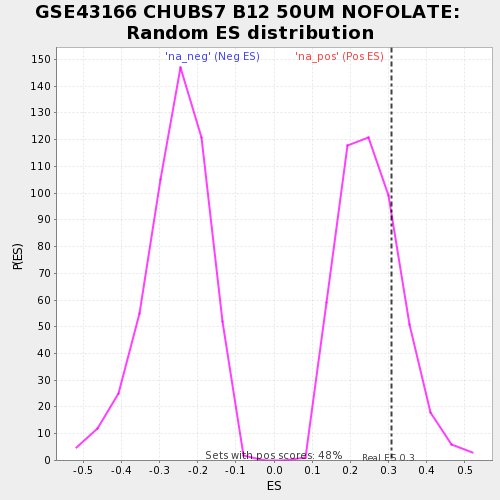 GSE43166 CHUBS7 B12 50UM NOFOLATE:
Random ES distribution
'na_neg' (Neg ES) 'na_pos' (Pos ES)
150
140
130
120
110
100
90
80
70
60
50
40
30
20
10
0
P(ES)
Sets with pos scores: 48%
Real ES 0.3
-0.5 -0.4 -0.3 -0.2 -0.1 0.0 0.1 0.2 0.3 0.4 0.5
ES